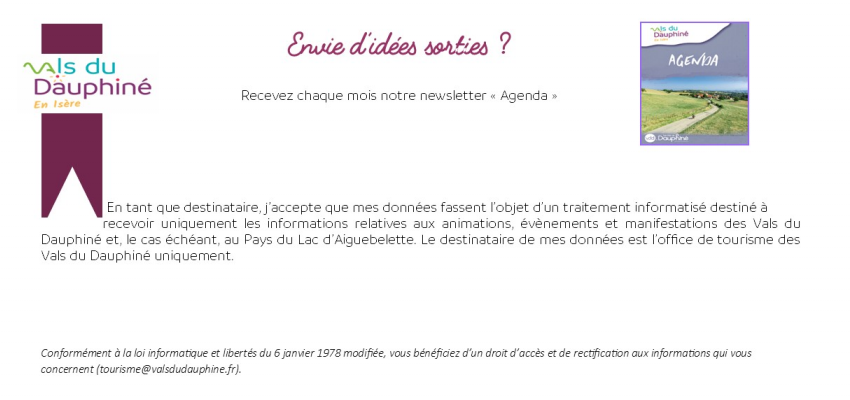 Envie d'idées sorties ?
vals du
Dauphiné
En Isère
Recevez chaque mois notre newsletter « Agenda »
vals du
Dauphiné
AGENDA
Dauphiné
En tant que destinataire, j'accepte que mes données fassent l'objet d'un traitement informatisé destiné à
recevoir uniquement les informations relatives aux animations, évènements et manifestations des Vals du
Dauphiné et, le cas échéant, au Pays du Lac d'Aiguebelette. Le destinataire de mes données est l'office de tourisme des
Vals du Dauphiné uniquement.
Conformément à la loi informatique et libertés du 6 janvier 1978 modifiée, vous bénéficiez d'un droit d'accès et de rectification aux informations qui vous
concernent (tourisme@valsdudauphine.fr).